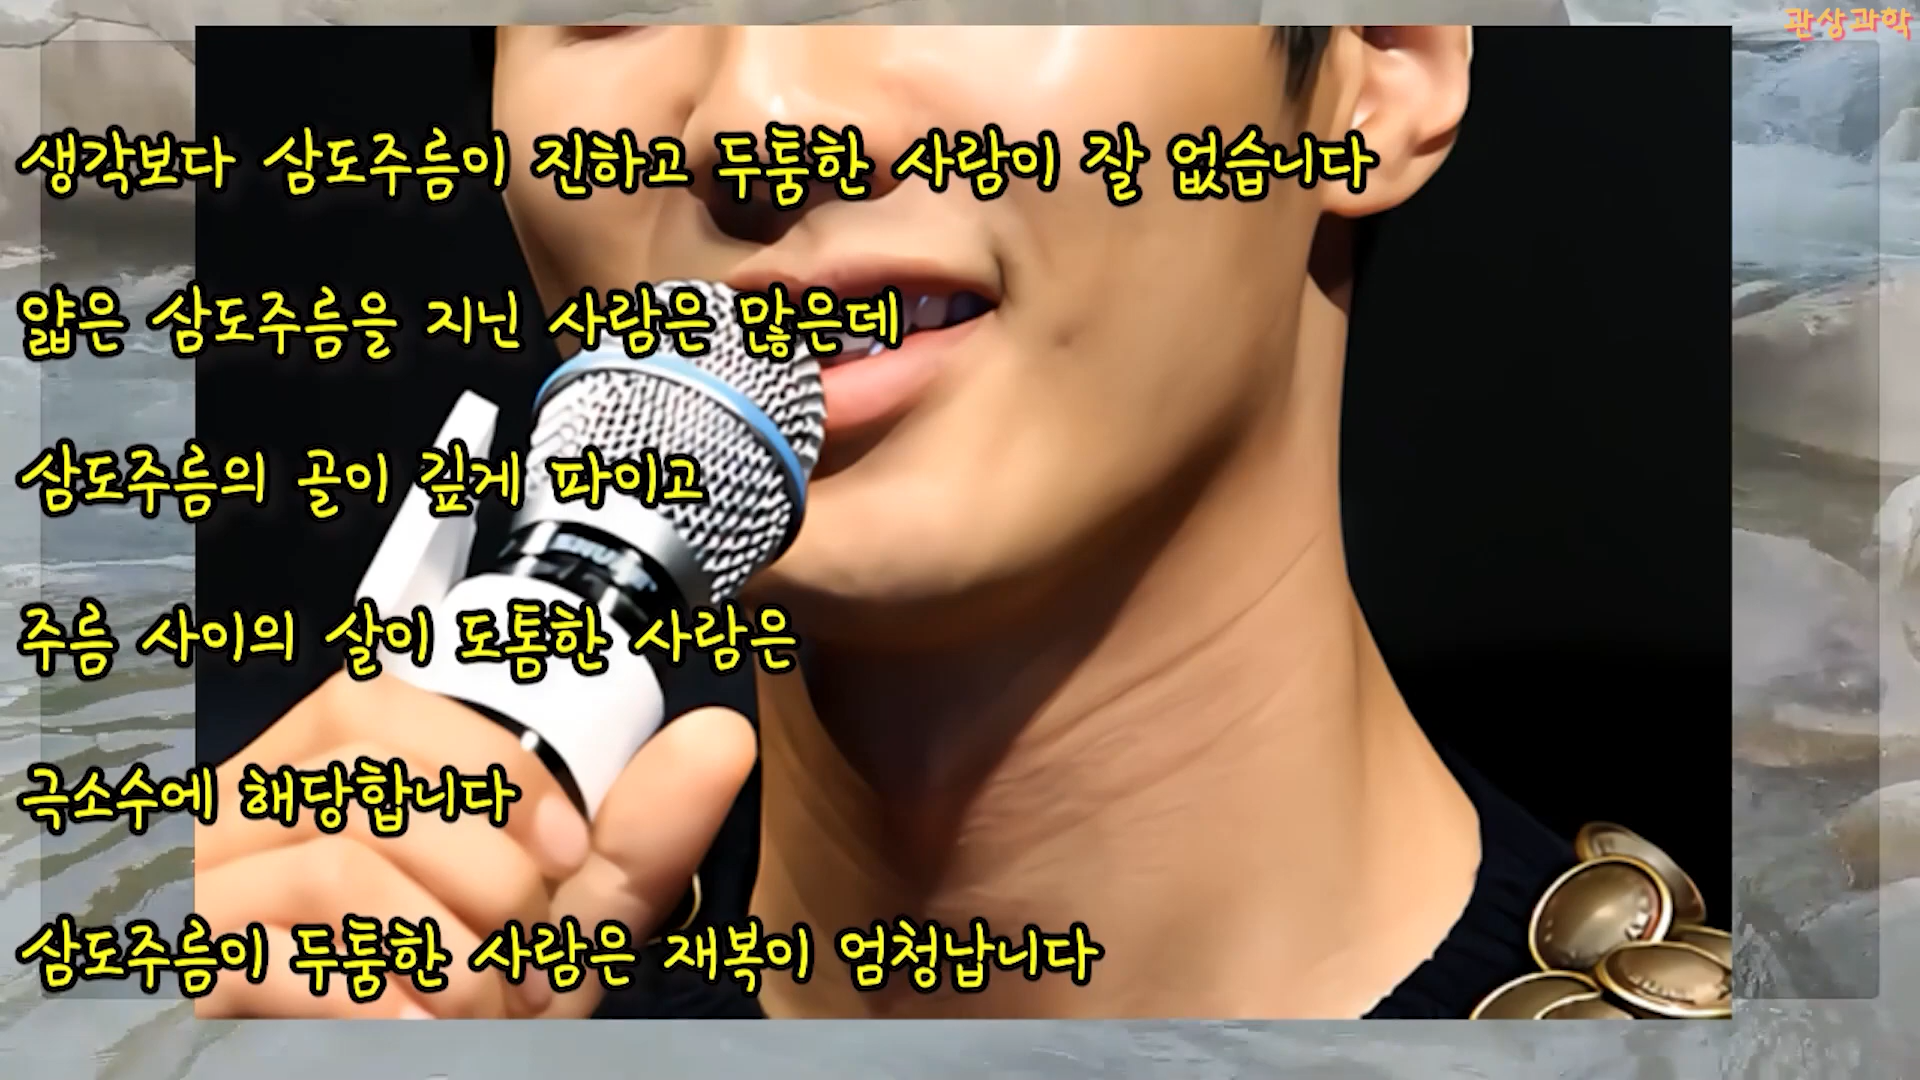 관상과학
생각보다 삼도주름이 진하고 두툼한 사람이 잘 없습니다
얇은 삼도주름을 지닌 사람은 많은데
삼도주름의 골이 깊게 파이고
주름 사이의 살이 도톰한 사람은
극소수에 해당합니다
삼도주름이 두툼한 사람은 재복이 엄청납니다